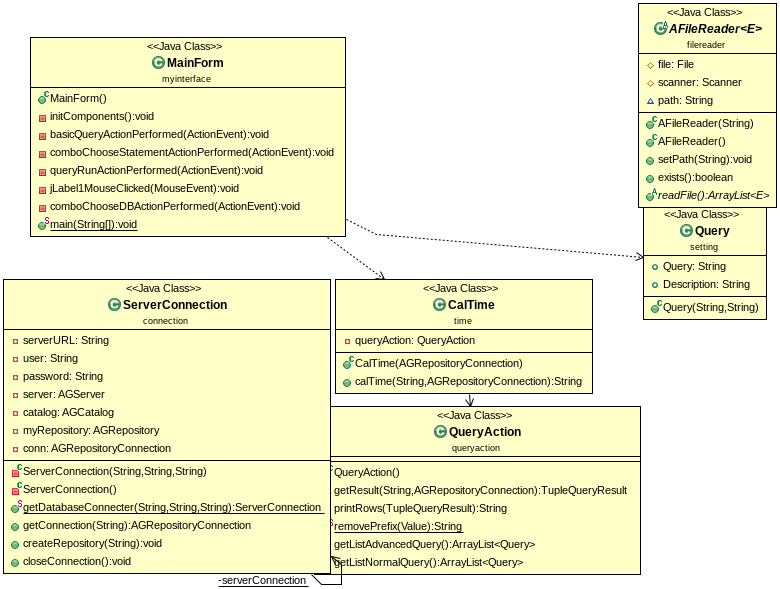 <<Java Class>>
MainForm
myinterface
MainForm()
initComponents():void
basicQueryActionPerformed(ActionEvent):void
comboChooseStatementActionPerformed(ActionEvent):void
queryRunActionPerformed(ActionEvent):void
jLabel1MouseClicked(MouseEvent):void
comboChooseDBActionPerformed(ActionEvent):void
main(String[]):void
<<Java Class>>
AFileReader<E>
filereader
file: File
scanner: Scanner
path: String
AFileReader(String)
AFileReader()
setPath(String):void
exists():boolean
readFile():ArrayList<E>
<<Java Class>>
Query
setting
Query: String
Description: String
Query(String,String)
<<Java Class>>
ServerConnection
connection
serverURL: String
user: String
password: String
server: AGServer
catalog: AGCatalog
myRepository: AGRepository
conn: AGRepositoryConnection
ServerConnection(String,String,String)
ServerConnection()
getDatabaseConnecter(String,String,String):ServerConnection
getConnection(String):AGRepositoryConnection
createRepository(String):void
closeConnection():void
-serverConnection
<<Java Class>>
CalTime
time
queryAction: QueryAction
CalTime(AGRepositoryConnection)
calTime(String,AGRepositoryConnection):String
<<Java Class>>
QueryAction
queryaction
QueryAction()
getResult(String,AGRepositoryConnection):TupleQueryResult
printRows(TupleQueryResult):String
removePrefix(Value):String
getListAdvancedQuery():ArrayList<Query>
getListNormalQuery():ArrayList<Query>